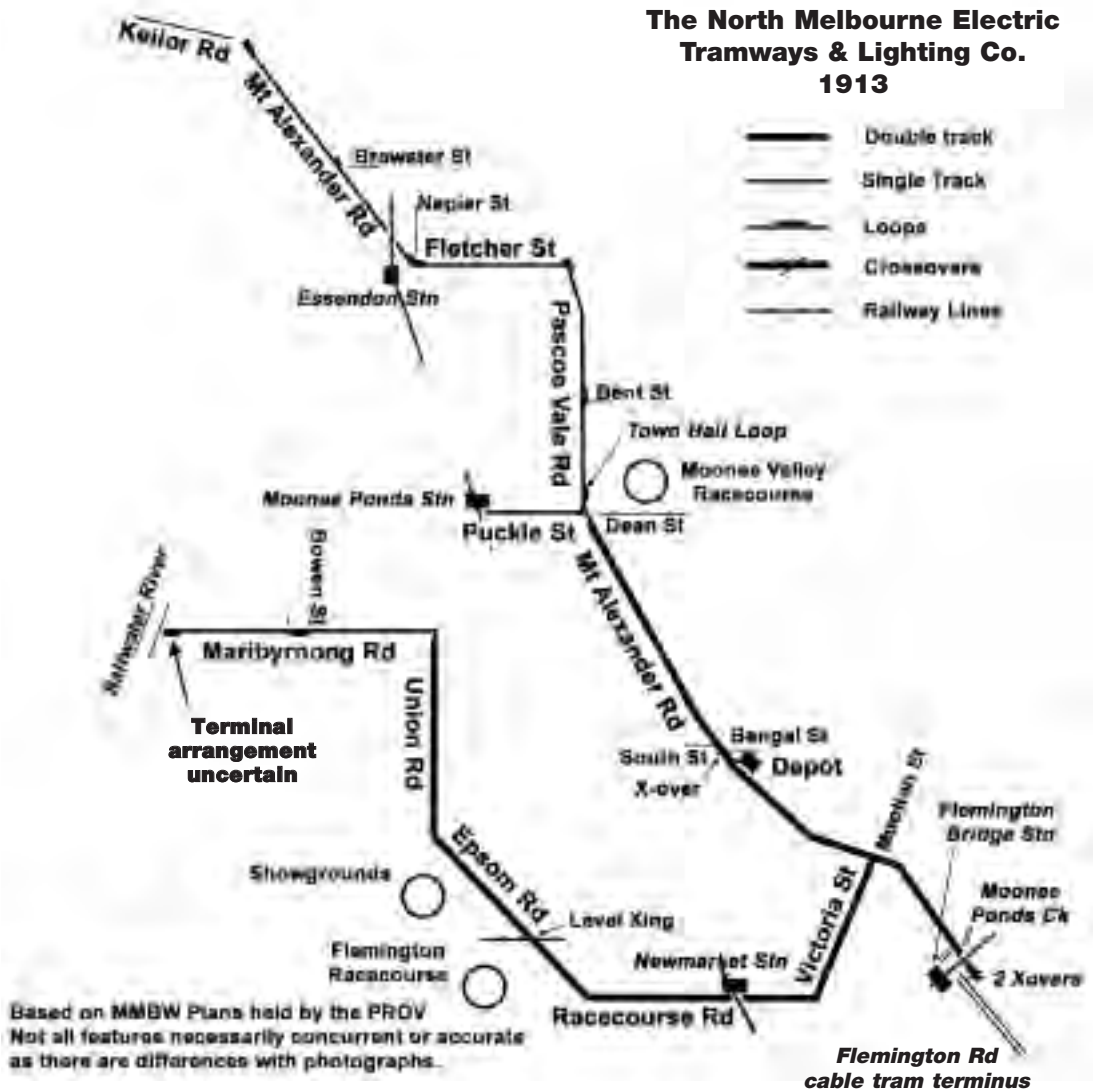 The North Melbourne Electric
Tramways & Lighting Co.
1913
Double track
Single Track
Loops
Crossovers
Railway Lines
Keilor Rd
Mt Alexander Rd
Brewster St
Napier St
Fletcher St
Essendon Stn
Pascoe Vale Rd
Dent St
Town Hall Loop
Moonee Valley
Racecourse
Moonee Ponds Stn
Puckle St
Dean St
Mt Alexander Rd
Bowen St
Saltwater River
Maribyrnong Rd
Terminal
arrangement
uncertain
Union Rd
Bengal St
South St
Depot
X-over
Flemington
Bridge Stn
Moonee
Ponds Ck
Victoria St
Showgrounds
Epsom Rd
Level Xing
Flemington
Racecourse
Newmarket Stn
2 Xovers
Racecourse Rd
Based on MMBW Plans held by the PROV
Not all features necessarily concurrent or accurate
as there are differences with photographs.
Flemington Rd
cable tram terminus